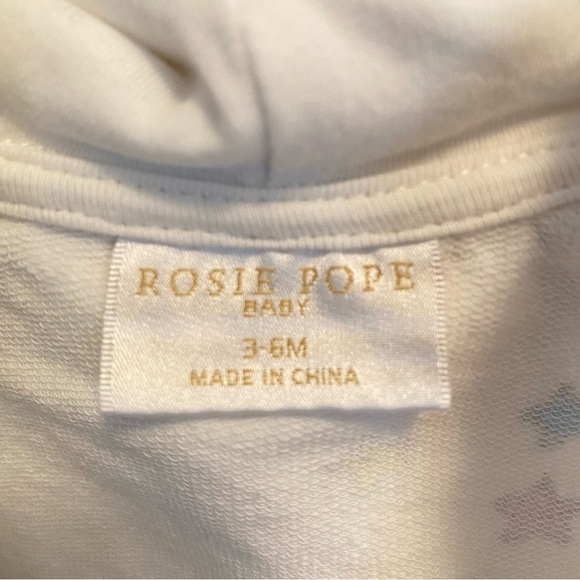 ROSIE POPE
BABY
3-6M
MADE IN CHINA